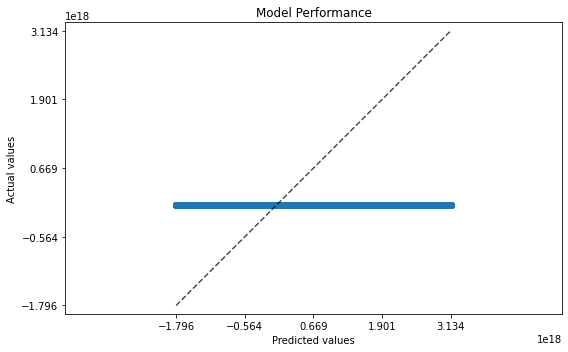 Model Performance
1e18
3.134
1.901
0.669
−0.564
−1.796
Actual values
−1.796 −0.564 0.669 1.901 3.134
1e18
Predicted values